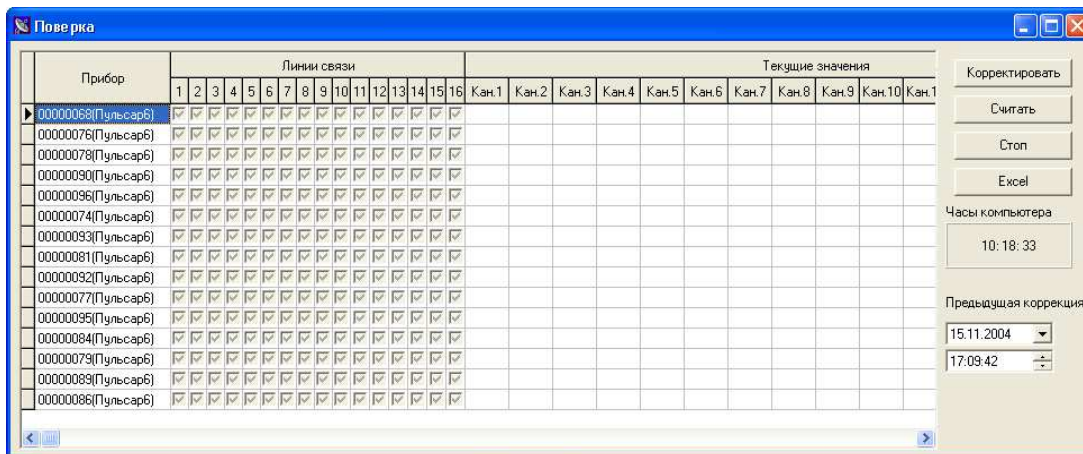 Поверка
Прибор
Линии связи
Текущие значения
1 2 3 4 5 6 7 8 9 10 11 12 13 14 15 16 Кан.1 Кан.2 Кан.3 Кан.4 Кан.5 Кан.6 Кан.7 Кан.8 Кан.9 Кан.10 Кан.1
00000068(Пульсар6)
00000076(Пульсар6)
00000078(Пульсар6)
00000090(Пульсар6)
00000096(Пульсар6)
00000074(Пульсар6)
00000093(Пульсар6)
00000081(Пульсар6)
00000092(Пульсар6)
00000077(Пульсар6)
00000095(Пульсар6)
00000084(Пульсар6)
00000079(Пульсар6)
00000089(Пульсар6)
00000086(Пульсар6)
Корректировать
Считать
Стоп
Excel
Часы компьютера
10:18:33
Предыдущая коррекция
15.11.2004
17:09:42